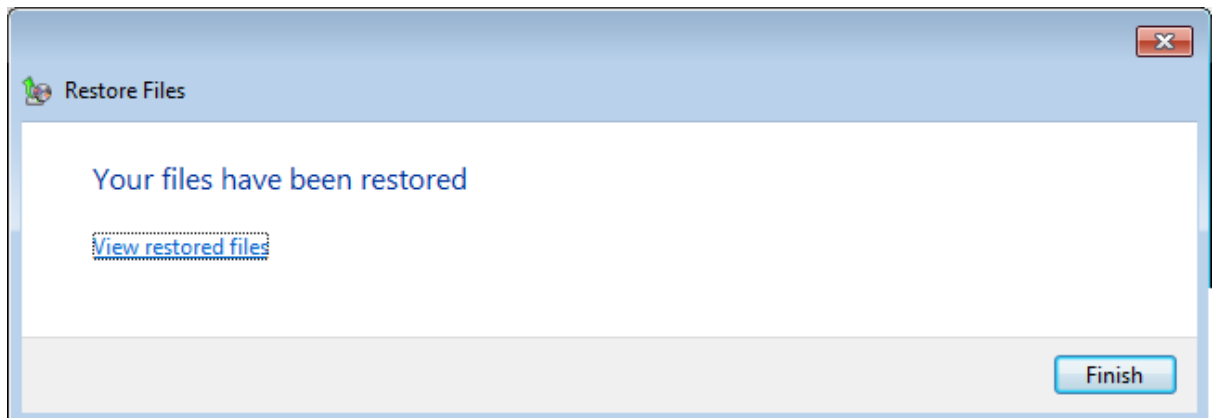 Restore Files
Your files have been restored
View restored files
Finish